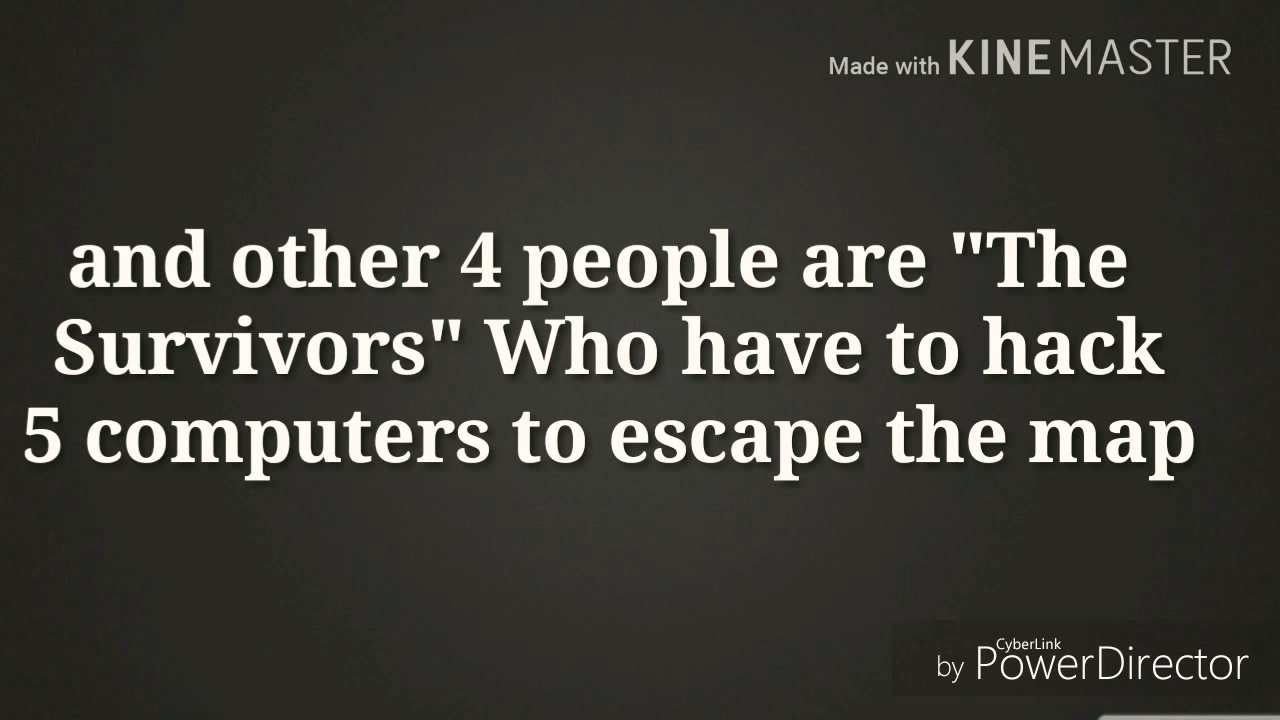 Made with KINEMASTER
and other 4 people are "The
Survivors" Who have to hack
5 computers to escape the map
CyberLink
by PowerDirector